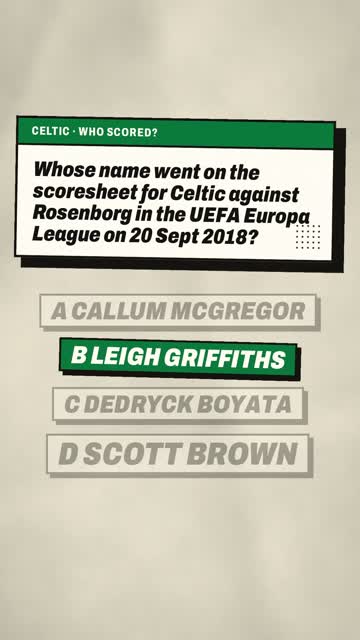 CELTIC · WHO SCORED?
Whose name went on the
scoresheet for Celtic against
Rosenborg in the UEFA Europa
League on 20 Sept 2018?
A CALLUM MCGREGOR
B LEIGH GRIFFITHS
C DEDRYCK BOYATA
D SCOTT BROWN